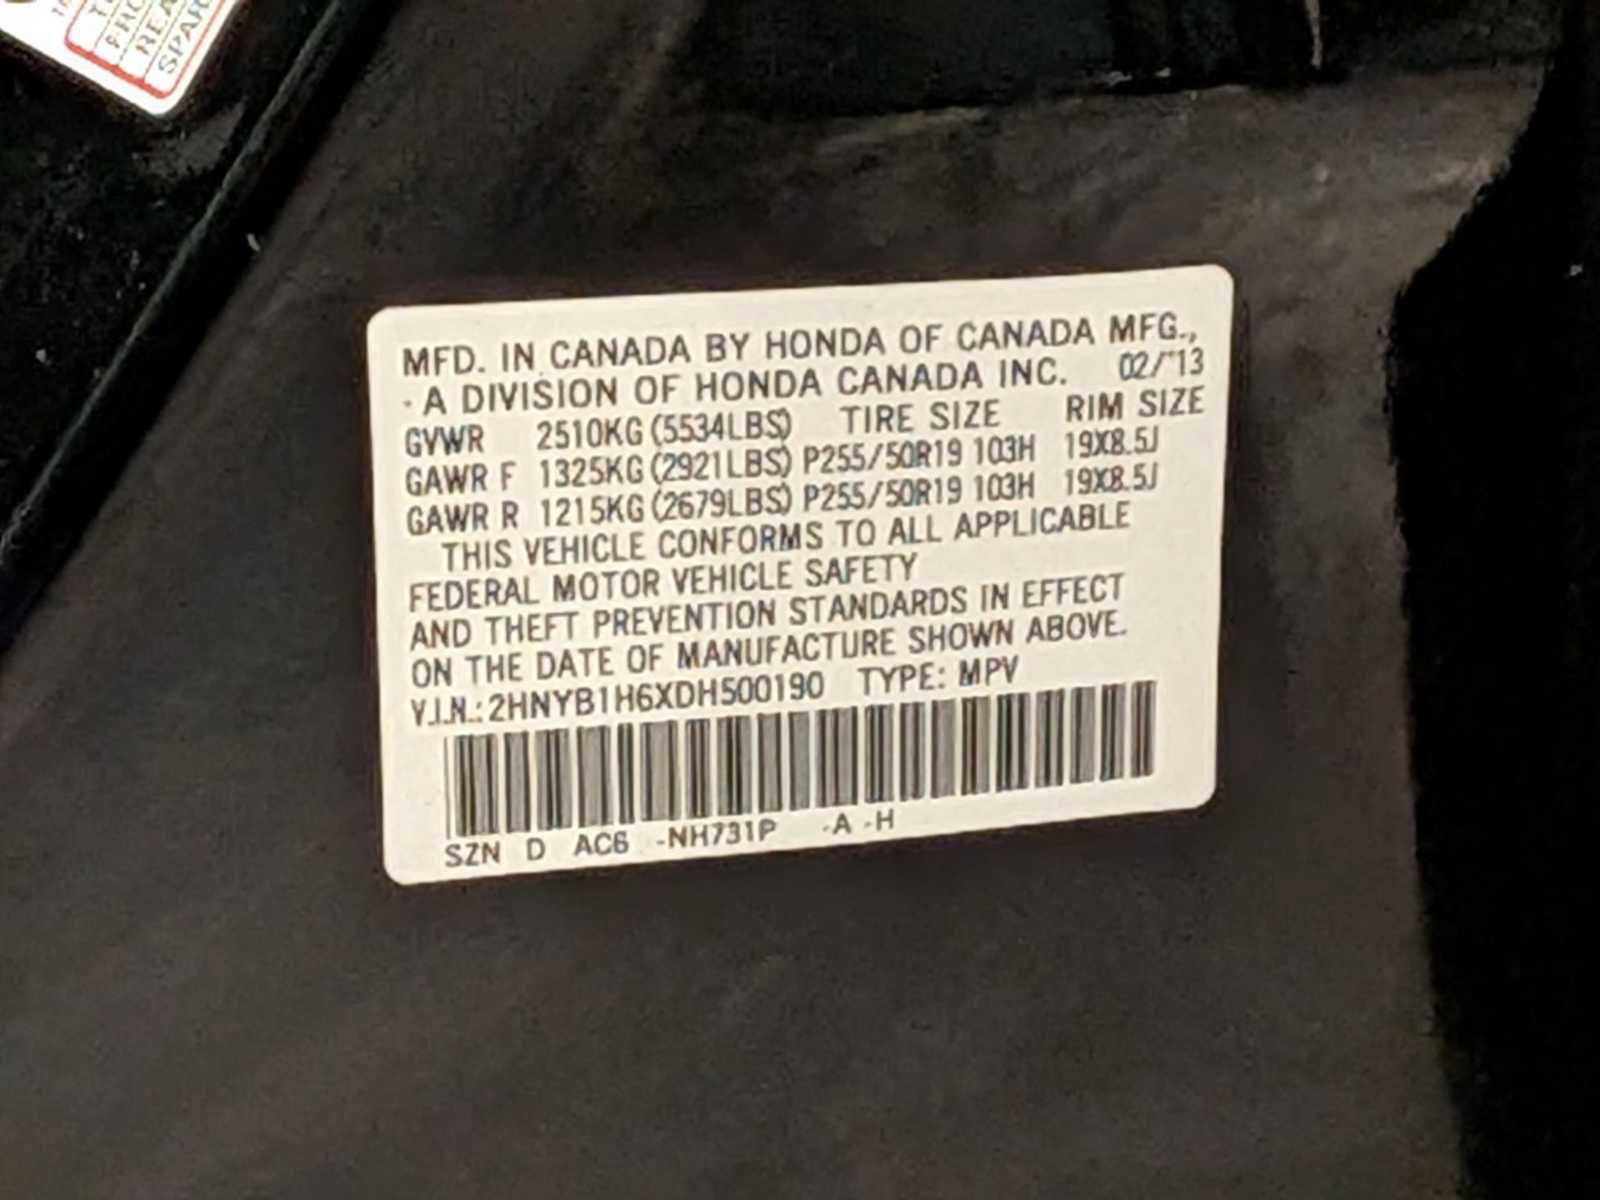 FRO
REA
SPAR
MFD. IN CANADA BY HONDA OF CANADA MFG.,
A DIVISION OF HONDA CANADA INC. 02/'13
GVWR 2510KG (5534LBS) TIRE SIZE RIM SIZE
GAWR F 1325KG (2921LBS) P255/50R19 103H 19X8.5J
GAWR R 1215KG (2679LBS) P255/50R19 103H 19X8.5J
THIS VEHICLE CONFORMS TO ALL APPLICABLE
FEDERAL MOTOR VEHICLE SAFETY
AND THEFT PREVENTION STANDARDS IN EFFECT
ON THE DATE OF MANUFACTURE SHOWN ABOVE.
V.I.N.: 2HNYB1H6XDH500190 TYPE: MPV
SZN D AC6 -NH731P -A -H